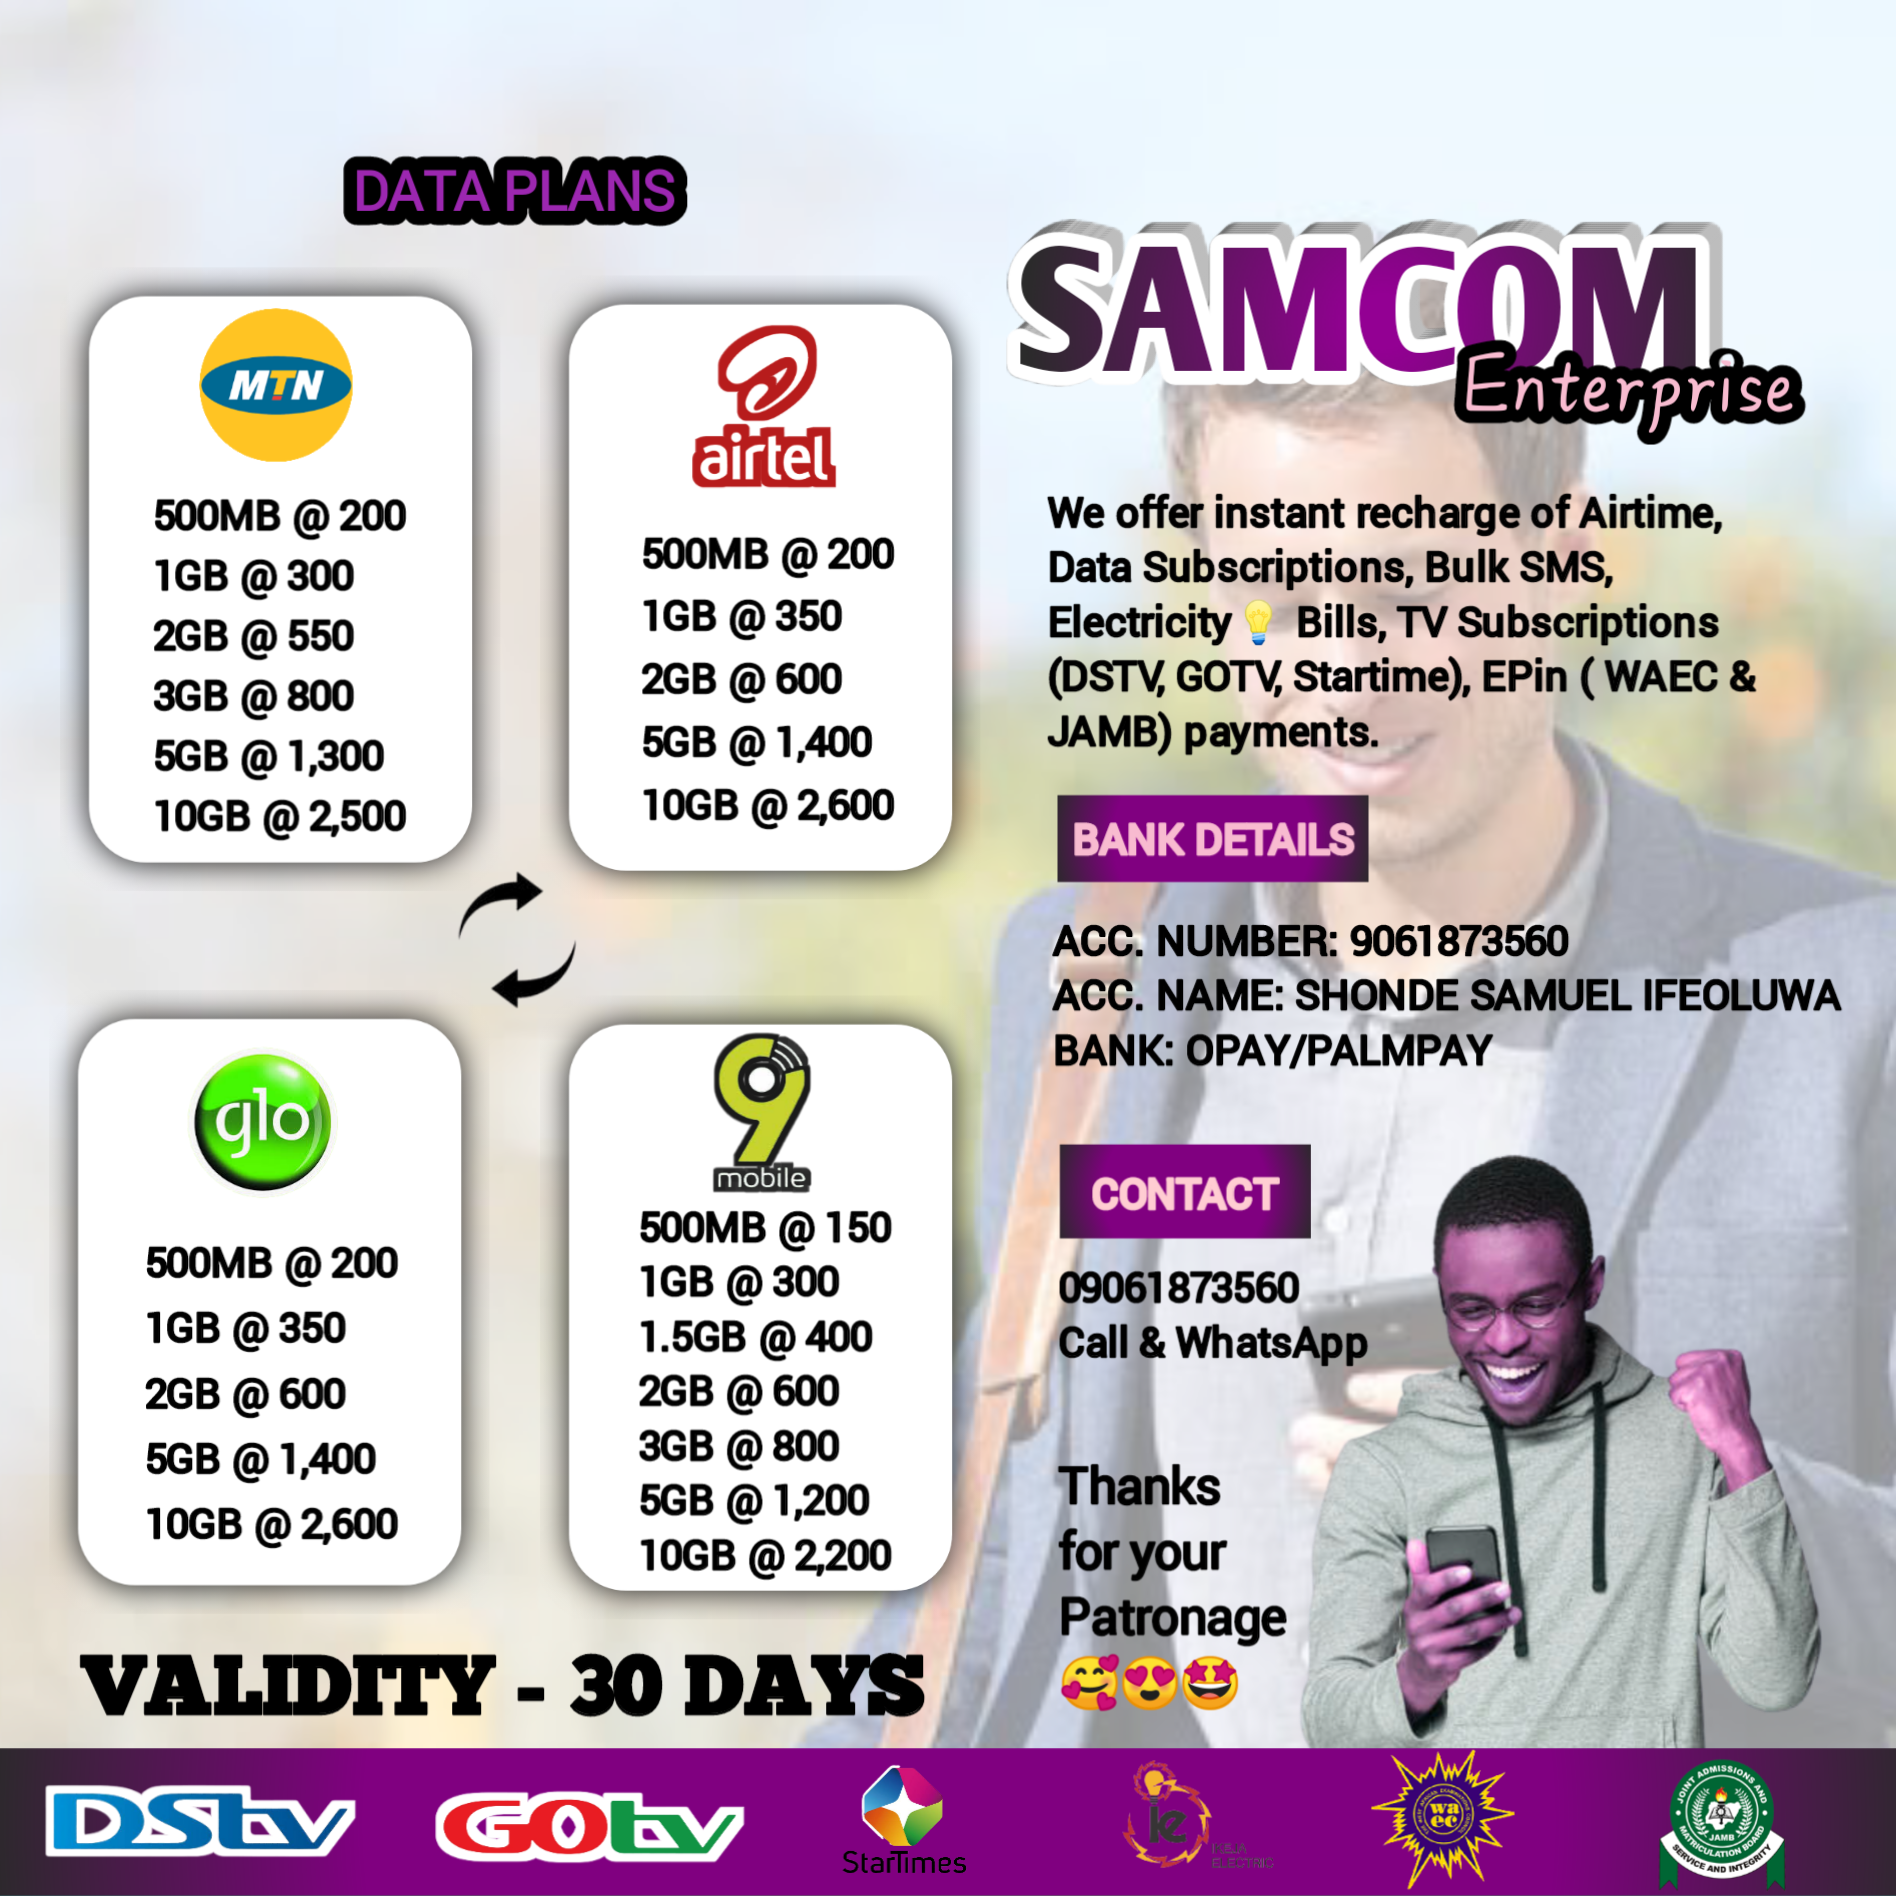 DATA PLANS
MTN
500MB @ 200
1GB @ 300
2GB @ 550
3GB @ 800
5GB @ 1,300
10GB @ 2,500
airtel
500MB @ 200
1GB @ 350
2GB @ 600
5GB @ 1,400
10GB @ 2,600
glo
500MB @ 200
1GB @ 350
2GB @ 600
5GB @ 1,400
10GB @ 2,600
9
mobile
500MB @ 150
1GB @ 300
1.5GB @ 400
2GB @ 600
3GB @ 800
5GB @ 1,200
10GB @ 2,200
VALIDITY - 30 DAYS
SAMCOM
Enterprise
We offer instant recharge of Airtime,
Data Subscriptions, Bulk SMS,
Electricity 💡 Bills, TV Subscriptions
(DSTV, GOTV, Startime), EPin ( WAEC &
JAMB) payments.
BANK DETAILS
ACC. NUMBER: 9061873560
ACC. NAME: SHONDE SAMUEL IFEOLUWA
BANK: OPAY/PALMPAY
CONTACT
09061873560
Call & WhatsApp
Thanks
for your
Patronage
🥰😍🤩
DStv
GOtv
StarTimes
ie
IKEJA
ELECTRIC
wa
ec
JOINT ADMISSIONS AND
MATRICULATION BOARD
JAMB
SERVICE AND INTEGRITY